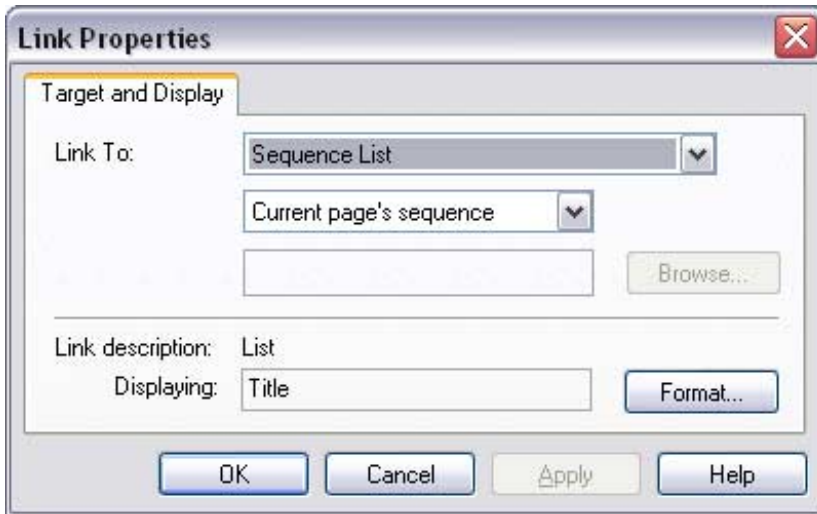 Link Properties
Target and Display
Link To: Sequence List
Current page's sequence
Browse...
Link description: List
Displaying: Title Format...
OK Cancel Apply Help